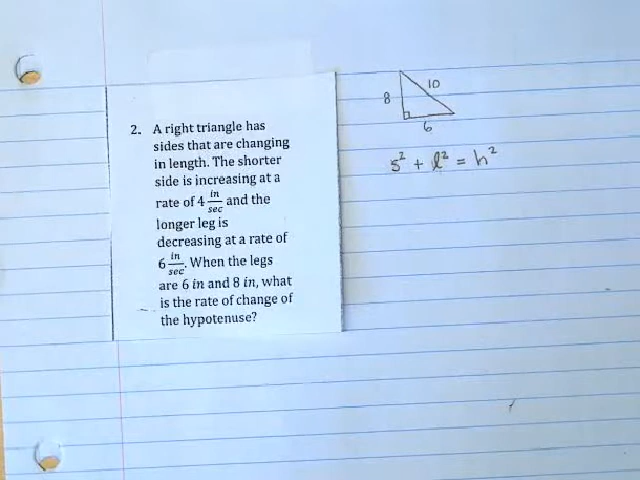 2. A right triangle has
sides that are changing
in length. The shorter
side is increasing at a
rate of 4 in/sec and the
longer leg is
decreasing at a rate of
6 in/sec. When the legs
are 6 in and 8 in, what
is the rate of change of
the hypotenuse?
10
8
6
s² + l² = h²